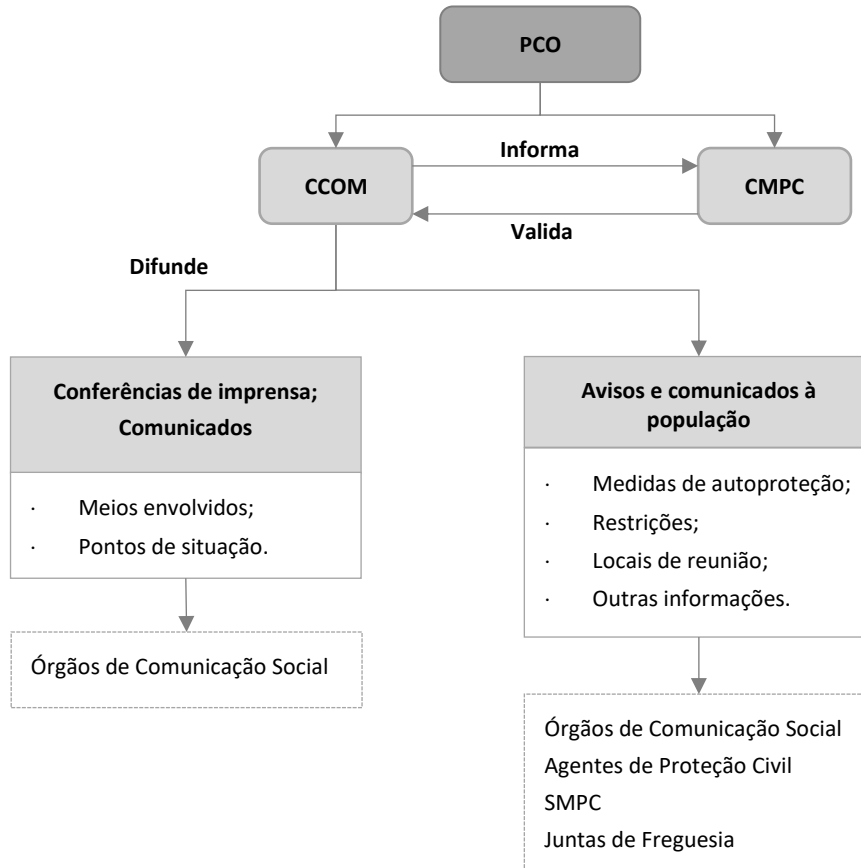 PCO
Informa
CCOM
CMPC
Valida
Difunde
Conferências de imprensa;
Comunicados
· Meios envolvidos;
· Pontos de situação.
Órgãos de Comunicação Social
Avisos e comunicados à
população
· Medidas de autoproteção;
· Restrições;
· Locais de reunião;
· Outras informações.
Órgãos de Comunicação Social
Agentes de Proteção Civil
SMPC
Juntas de Freguesia